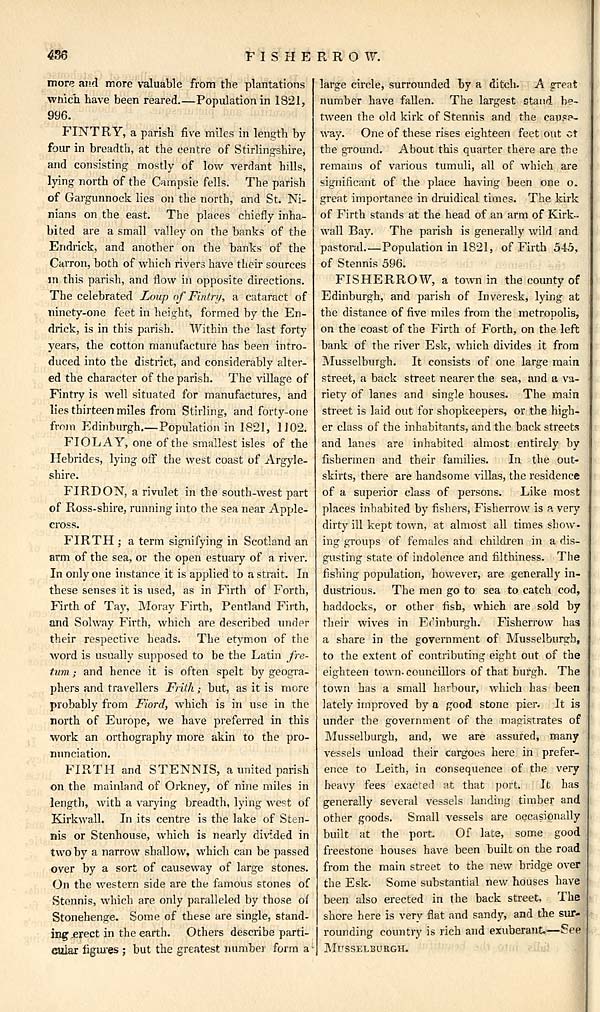 436
FISHERROW.
more and more valuable from the plantations
which have been reared.—Population in 1821,
996.
FINTRY, a parish five miles in length by
four in breadth, at the centre of Stirlingshire,
and consisting mostly of low verdant hills,
lying north of the Campsie fells. The parish
of Gargunnock lies on the north, and St. Ni-
nians on the east. The places chiefly inha-
bited are a small valley on the banks of the
Endrick, and another on the banks of the
Carron, both of which rivers have their sources
in this parish, and flow in opposite directions.
The celebrated Loup of Fintry, a cataract of
ninety-one feet in height, formed by the En-
drick, is in this parish. Within the last forty
years, the cotton manufacture has been intro-
duced into the district, and considerably alter-
ed the character of the parish. The village of
Fintry is well situated for manufactures, and
lies thirteen miles from Stirling, and forty-one
from Edinburgh.—Population in 1821, 1102.
FIOLAY, one of the smallest isles of the
Hebrides, lying off the west coast of Argyle-
shire.
FIRDON, a rivulet in the south-west part
of Ross-shire, running into the sea near Apple-
cross.
FIRTH; a term signifying in Scotland an
arm of the sea, or the open estuary of a river.
In only one instance it is applied to a strait. In
these senses it is used, as in Firth of Forth,
Firth of Tay, Moray Firth, Pentland Firth,
and Solway Firth, which are described under
their respective heads. The etymon of the
word is usually supposed to be the Latin fre-
tum; and hence it is often spelt by geogra-
phers and travellers Frith; but, as it is more
probably from Fiord, which is in use in the
north of Europe, we have preferred in this
work an orthography more akin to the pro-
nunciation.
FIRTH and STENNIS, a united parish
on the mainland of Orkney, of nine miles in
length, with a varying breadth, lying west of
Kirkwall. In its centre is the lake of Sten-
nis or Stenhouse, which is nearly divided in
two by a narrow shallow, which can be passed
over by a sort of causeway of large stones.
On the western side are the famous stones of
Stennis, which are only paralleled by those of
Stonehenge. Some of these are single, stand-
ing erect in the earth. Others describe parti-
cular figures; but the greatest number form a
large circle, surrounded by a ditch. A great
number have fallen. The largest stand be-
tween the old kirk of Stennis and the cause-
way. One of these rises eighteen feet out of
the ground. About this quarter there are the
remains of various tumuli, all of which are
significant of the place having been one o.
great importance in druidical times. The kirk
of Firth stands at the head of an arm of Kirk-
wall Bay. The parish is generally wild and
pastoral.—Population in 1821, of Firth 545,
of Stennis 596.
FISHERROW, a town in the county of
Edinburgh, and parish of Inveresk, lying at
the distance of five miles from the metropolis,
on the coast of the Firth of Forth, on the left
bank of the river Esk, which divides it from
Musselburgh. It consists of one large main
street, a back street nearer the sea, and a va-
riety of lanes and single houses. The main
street is laid out for shopkeepers, or the high-
er class of the inhabitants, and the back streets
and lanes are inhabited almost entirely by
fishermen and their families. In the out-
skirts, there are handsome villas, the residence
of a superior class of persons. Like most
places inhabited by fishers, Fisherrow is a very
dirty ill kept town, at almost all times show-
ing groups of females and children in a dis-
gusting state of indolence and filthiness. The
fishing population, however, are generally in-
dustrious. The men go to sea to catch cod,
haddocks, or other fish, which are sold by
their wives in Edinburgh. Fisherrow has
a share in the government of Musselburgh,
to the extent of contributing eight out of the
eighteen town-councillors of that burgh. The
town has a small harbour, which has been
lately improved by a good stone pier. It is
under the government of the magistrates of
Musselburgh, and, we are assured, many
vessels unload their cargoes here in prefer-
ence to Leith, in consequence of the very
heavy fees exacted at that port. It has
generally several vessels landing timber and
other goods. Small vessels are occasionally
built at the port. Of late, some good
freestone houses have been built on the road
from the main street to the new bridge over
the Esk. Some substantial new houses have
been also erected in the back street. The
shore here is very flat and sandy, and the sur-
rounding country is rich and exuberant.—See
MUSSELBURGH.